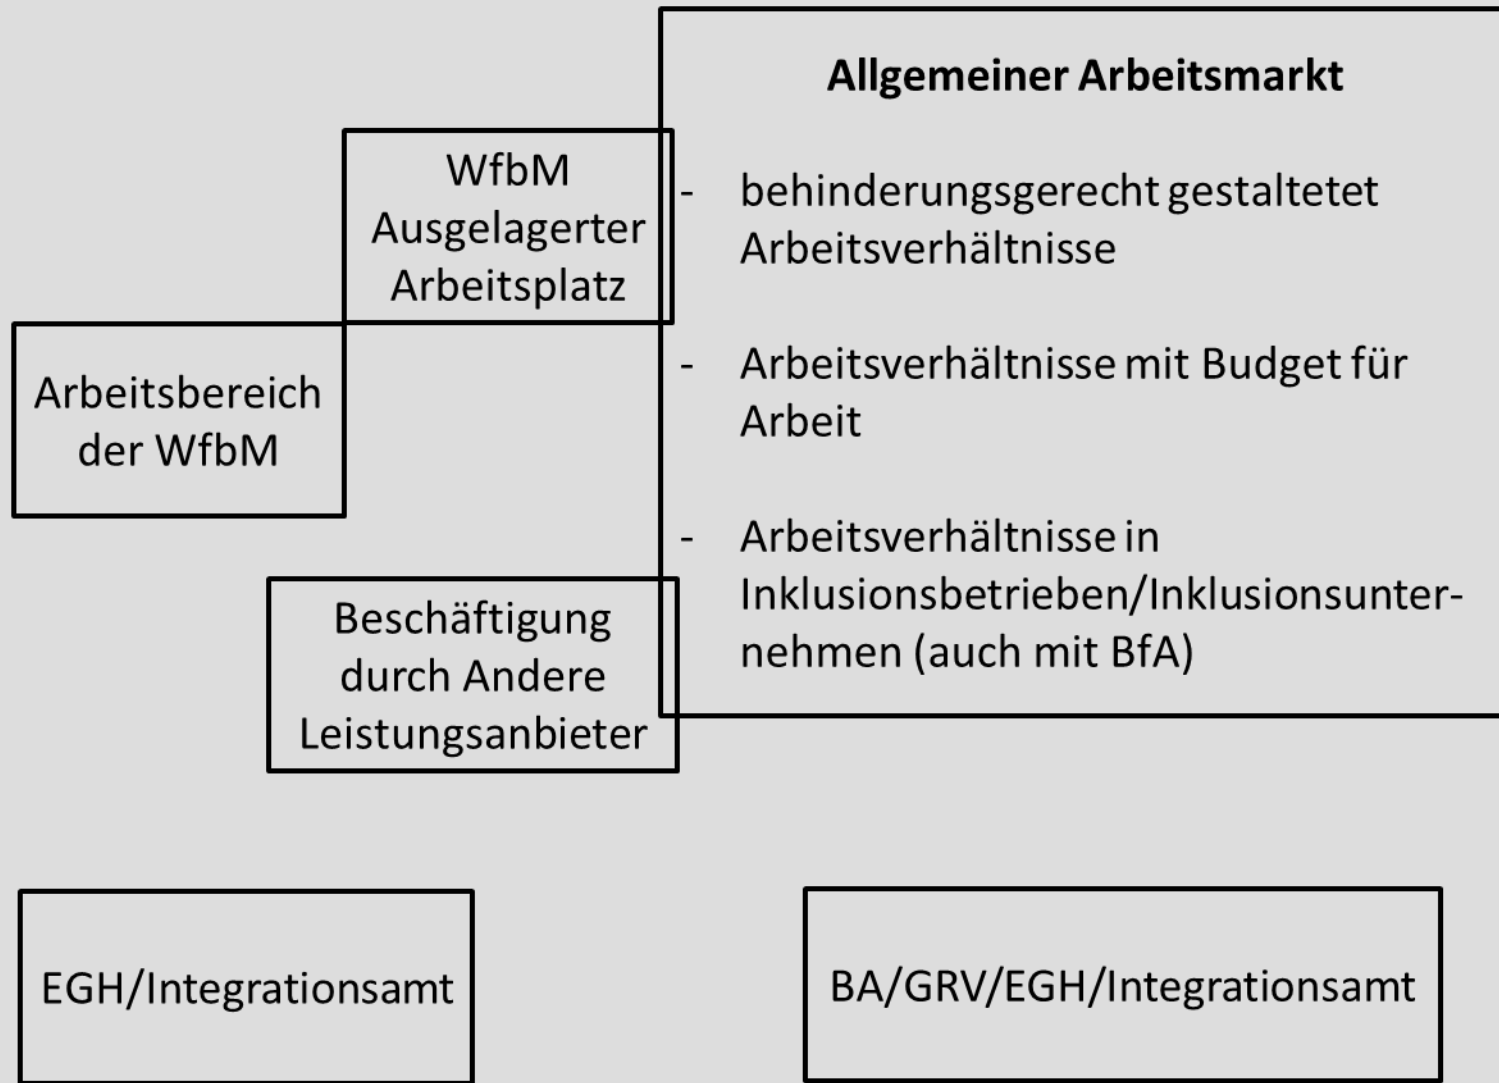 Allgemeiner Arbeitsmarkt
WfbM
Ausgelagerter
Arbeitsplatz
- behinderungsgerecht gestaltetet
Arbeitsverhältnisse
Arbeitsbereich
der WfbM
- Arbeitsverhältnisse mit Budget für
Arbeit
- Arbeitsverhältnisse in
Inklusionsbetrieben/Inklusionsunter-
nehmen (auch mit BfA)
Beschäftigung
durch Andere
Leistungsanbieter
EGH/Integrationsamt
BA/GRV/EGH/Integrationsamt